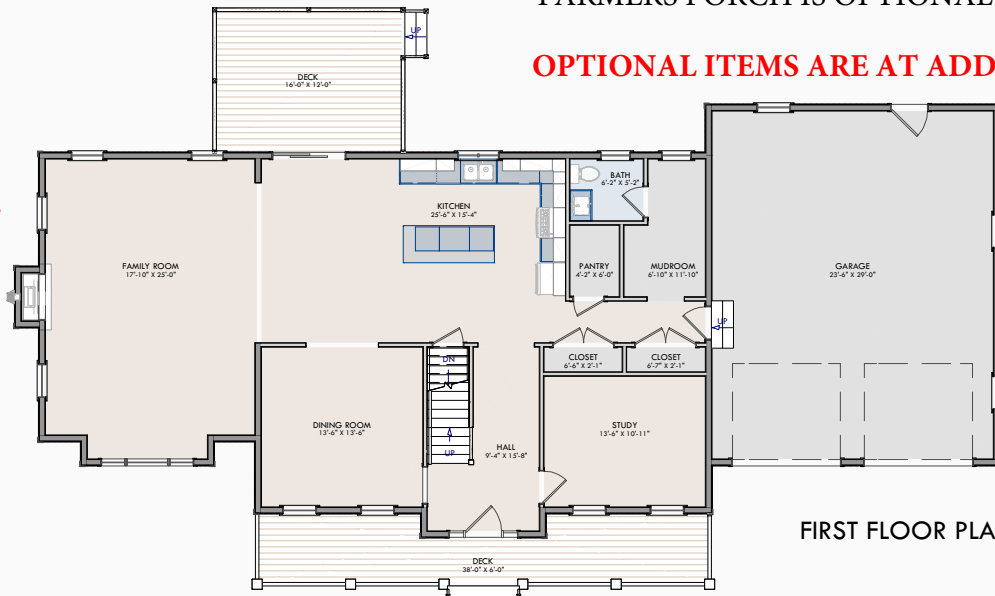 FARMERS PORCH IS OPTIONAL
OPTIONAL ITEMS ARE AT ADD
UP
DECK
16'-0" X 12'-0"
BATH
6'-2" X 5'-2"
KITCHEN
25'-6" X 15'-4"
FAMILY ROOM
17'-10" X 25'-0"
PANTRY
4'-2" X 6'-0"
MUDROOM
6'-10" X 11'-10"
GARAGE
23'-6" X 29'-0"
UP
DN
CLOSET
6'-6" X 2'-1"
CLOSET
6'-7" X 2'-1"
DINING ROOM
13'-6" X 13'-6"
STUDY
13'-6" X 10'-11"
HALL
9'-4" X 15'-8"
UP
FIRST FLOOR PLA
DECK
38'-0" X 6'-0"